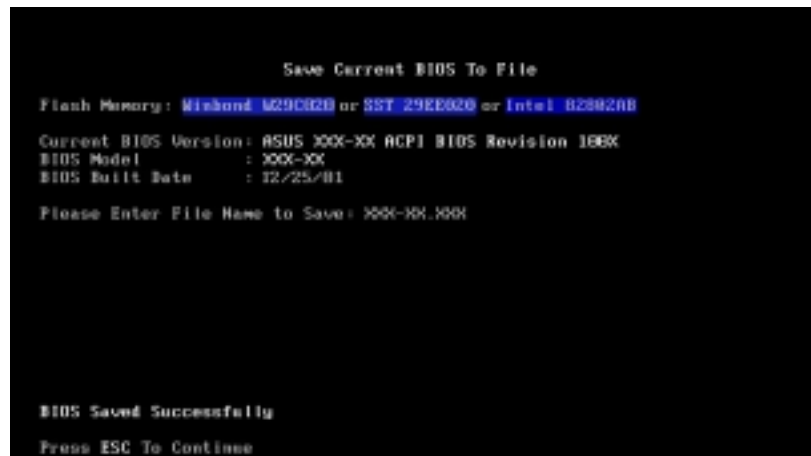 Save Current BIOS To File
Flash Memory: Winbond W29C020 or SST 29EE020 or Intel 82802AB
Current BIOS Version: ASUS XXX-XX ACPI BIOS Revision 100X
BIOS Model : XXX-XX
BIOS Built Date : 12/25/01
Please Enter File Name to Save: XXX-XX.XXX
BIOS Saved Successfully
Press ESC To Continue